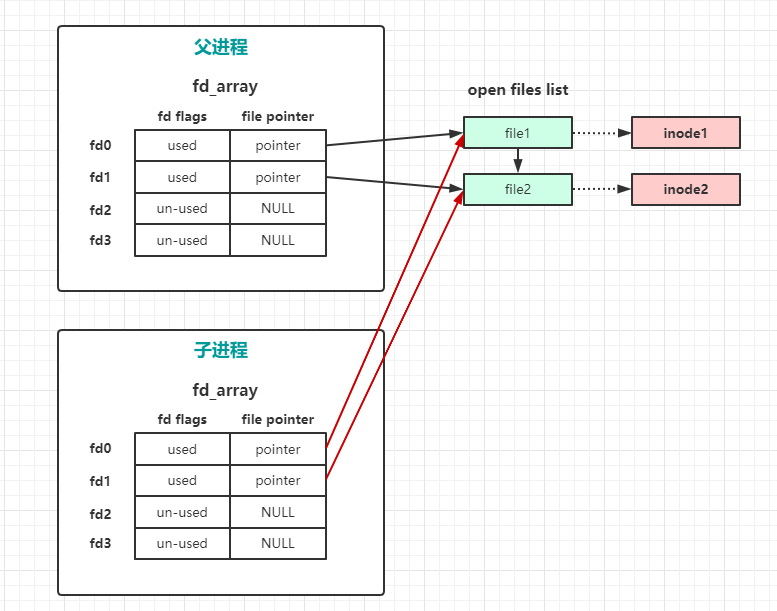 父进程
fd_array
fd flags file pointer
fd0 used pointer
fd1 used pointer
fd2 un-used NULL
fd3 un-used NULL
open files list
file1 inode1
file2 inode2
子进程
fd_array
fd flags file pointer
fd0 used pointer
fd1 used pointer
fd2 un-used NULL
fd3 un-used NULL